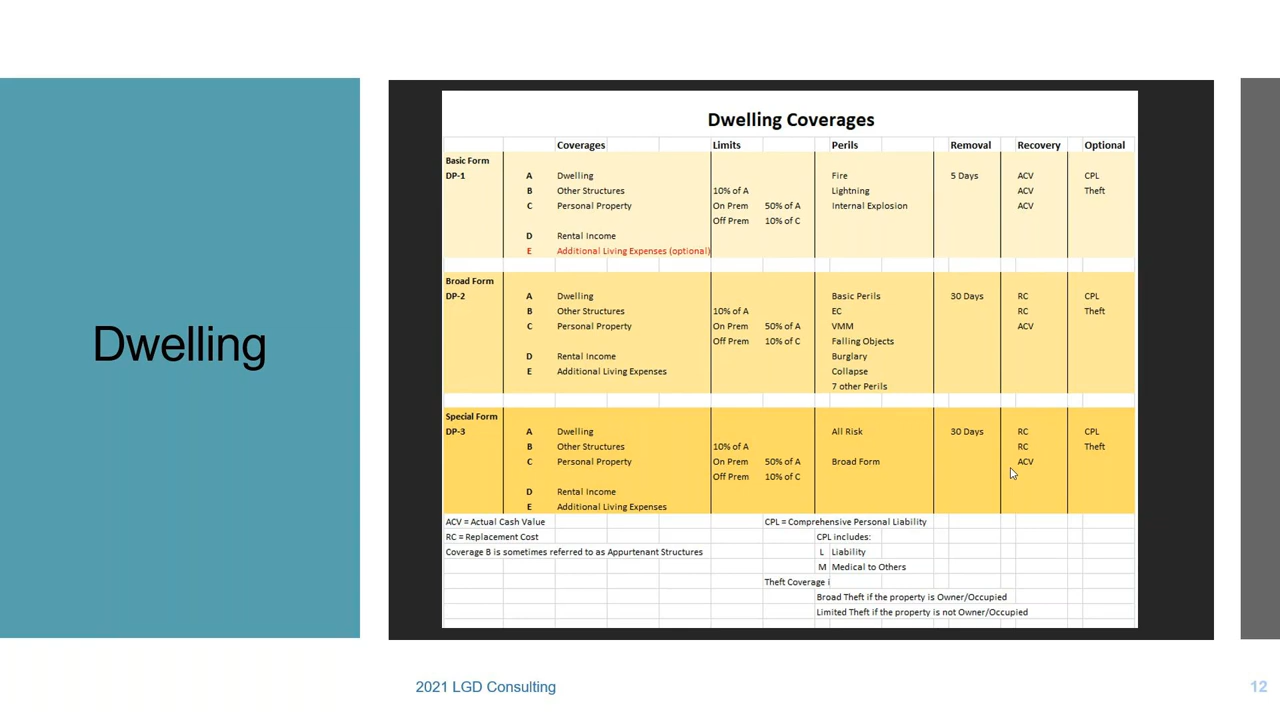 Dwelling
Dwelling Coverages
Coverages Limits Perils Removal Recovery Optional
Basic Form
DP-1 A Dwelling Fire 5 Days ACV CPL
B Other Structures 10% of A Lightning ACV Theft
C Personal Property On Prem 50% of A Internal Explosion ACV
Off Prem 10% of C
D Rental Income
E Additional Living Expenses (optional)
Broad Form
DP-2 A Dwelling Basic Perils 30 Days RC CPL
B Other Structures 10% of A EC RC Theft
C Personal Property On Prem 50% of A VMM ACV
Off Prem 10% of C Falling Objects
D Rental Income Burglary
E Additional Living Expenses Collapse
7 other Perils
Special Form
DP-3 A Dwelling All Risk 30 Days RC CPL
B Other Structures 10% of A RC Theft
C Personal Property On Prem 50% of A Broad Form ACV
Off Prem 10% of C
D Rental Income
E Additional Living Expenses
ACV = Actual Cash Value CPL = Comprehensive Personal Liability
RC = Replacement Cost CPL includes:
Coverage B is sometimes referred to as Appurtenant Structures L Liability
M Medical to Others
Theft Coverage i
Broad Theft if the property is Owner/Occupied
Limited Theft if the property is not Owner/Occupied
2021 LGD Consulting 12